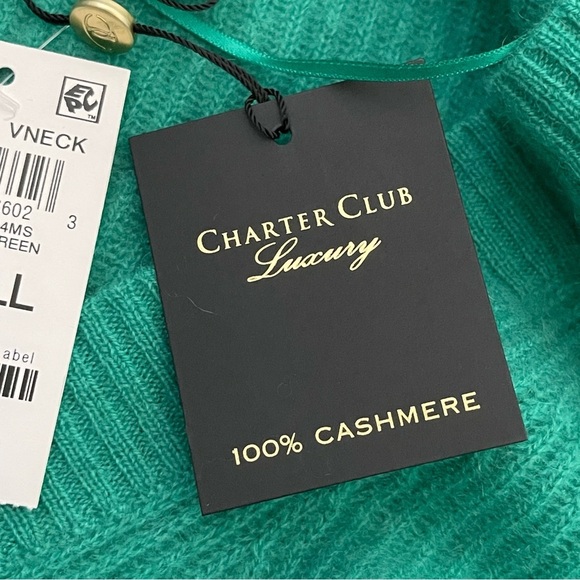 VNECK
602 3
4MS
REEN
LL
abel
CHARTER CLUB
Luxury
100% CASHMERE